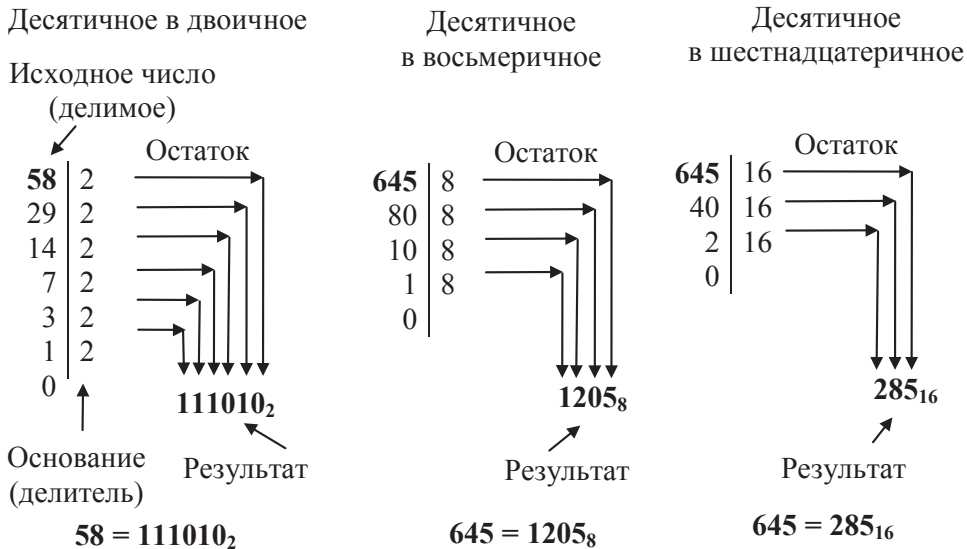 Десятичное в двоичное
Исходное число
(делимое)
Остаток
58 2
29 2
14 2
7 2
3 2
1 2
0
111010₂
Основание
(делитель)
Результат
58 = 111010₂
Десятичное
в восьмеричное
Остаток
645 8
80 8
10 8
1 8
0
1205₈
Результат
645 = 1205₈
Десятичное
в шестнадцатеричное
Остаток
645 16
40 16
2 16
0
285₁₆
Результат
645 = 285₁₆